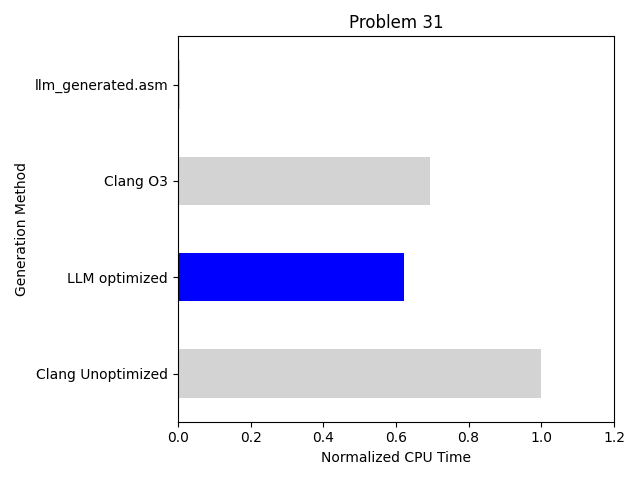 Problem 31
Generation Method
llm_generated.asm
Clang O3
LLM optimized
Clang Unoptimized
0.0 0.2 0.4 0.6 0.8 1.0 1.2
Normalized CPU Time